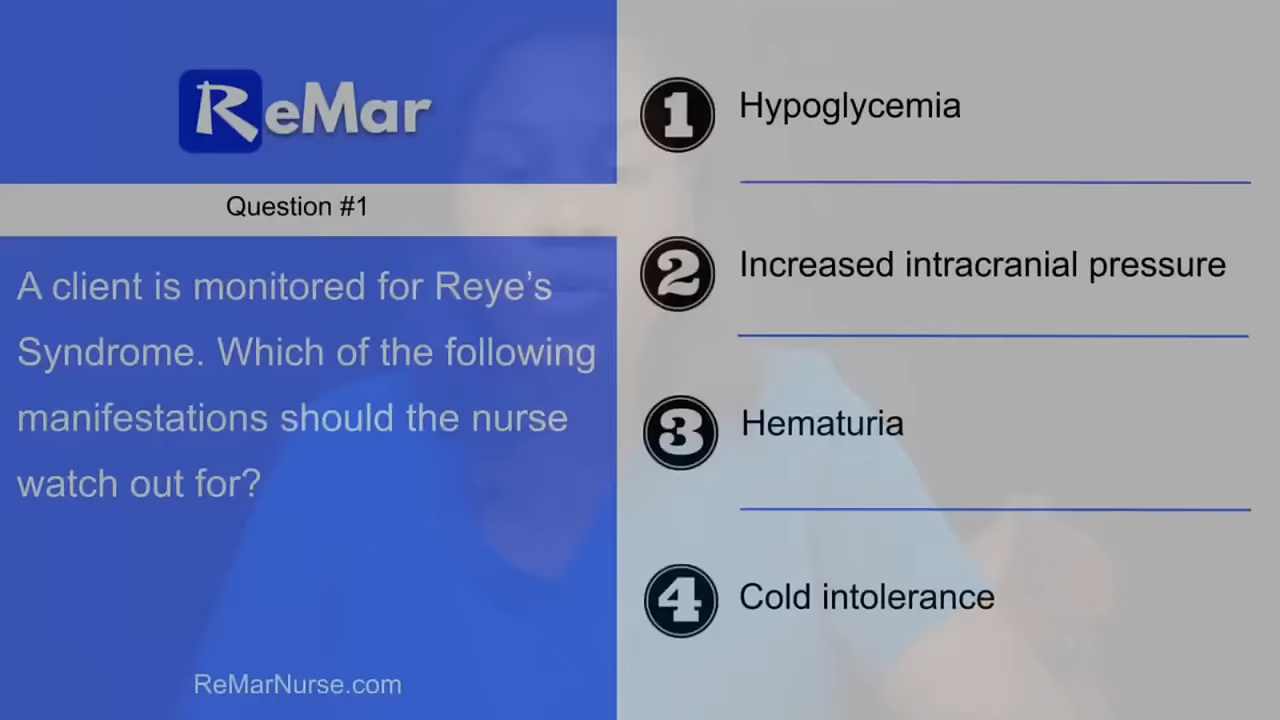 ReMar
Question #1
A client is monitored for Reye’s
Syndrome. Which of the following
manifestations should the nurse
watch out for?
ReMarNurse.com
1 Hypoglycemia
2 Increased intracranial pressure
3 Hematuria
4 Cold intolerance